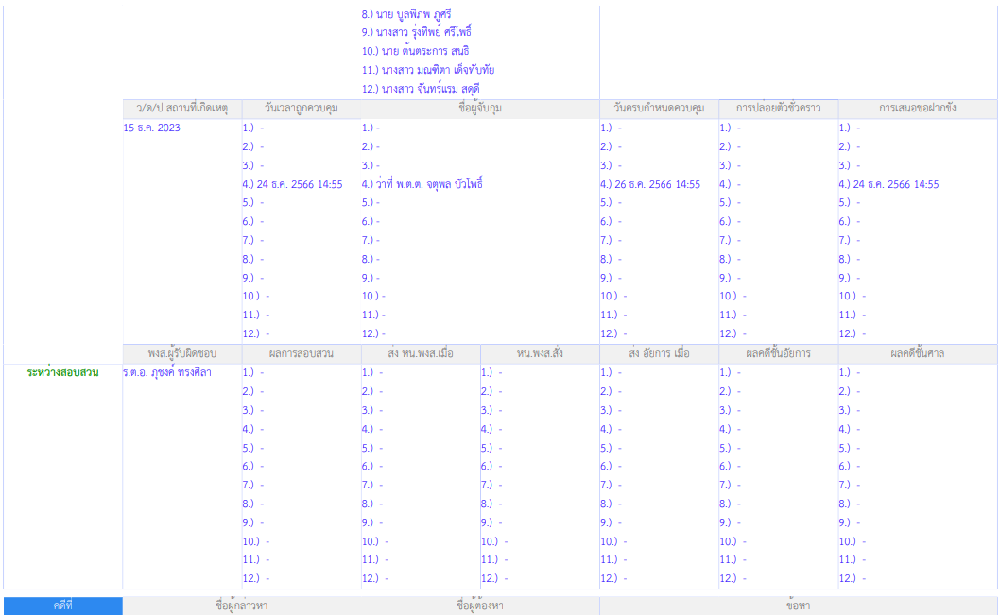 8.) นาย บูลพิภพ ภูศรี
9.) นางสาว รุ่งทิพย์ ศรีโพธิ์
10.) นาย ต้นตระการ สนธิ
11.) นางสาว มณฑิตา เด็จทับทัย
12.) นางสาว จันทร์แรม สดุดี
ว/ด/ป สถานที่เกิดเหตุ วันเวลาถูกควบคุม ชื่อผู้จับกุม วันครบกำหนดควบคุม การปล่อยตัวชั่วคราว การเสนอขอฝากขัง
15 ธ.ค. 2023 1.) - 1.) - 1.) - 1.) - 1.) -
2.) - 2.) - 2.) - 2.) - 2.) -
3.) - 3.) - 3.) - 3.) - 3.) -
4.) 24 ธ.ค. 2566 14:55 4.) ว่าที่ พ.ต.ต. จตุพล บัวโพธิ์ 4.) 26 ธ.ค. 2566 14:55 4.) - 4.) 24 ธ.ค. 2566 14:55
5.) - 5.) - 5.) - 5.) - 5.) -
6.) - 6.) - 6.) - 6.) - 6.) -
7.) - 7.) - 7.) - 7.) - 7.) -
8.) - 8.) - 8.) - 8.) - 8.) -
9.) - 9.) - 9.) - 9.) - 9.) -
10.) - 10.) - 10.) - 10.) - 10.) -
11.) - 11.) - 11.) - 11.) - 11.) -
12.) - 12.) - 12.) - 12.) - 12.) -
พงส.ผู้รับผิดชอบ ผลการสอบสวน ส่ง หน.พงส.เมื่อ หน.พงส.สั่ง ส่ง อัยการ เมื่อ ผลคดีชั้นอัยการ ผลคดีชั้นศาล
ระหว่างสอบสวน ร.ต.อ. ภุชงค์ ทรงศิลา 1.) - 1.) - 1.) - 1.) - 1.) - 1.) -
2.) - 2.) - 2.) - 2.) - 2.) - 2.) -
3.) - 3.) - 3.) - 3.) - 3.) - 3.) -
4.) - 4.) - 4.) - 4.) - 4.) - 4.) -
5.) - 5.) - 5.) - 5.) - 5.) - 5.) -
6.) - 6.) - 6.) - 6.) - 6.) - 6.) -
7.) - 7.) - 7.) - 7.) - 7.) - 7.) -
8.) - 8.) - 8.) - 8.) - 8.) - 8.) -
9.) - 9.) - 9.) - 9.) - 9.) - 9.) -
10.) - 10.) - 10.) - 10.) - 10.) - 10.) -
11.) - 11.) - 11.) - 11.) - 11.) - 11.) -
12.) - 12.) - 12.) - 12.) - 12.) - 12.) -
คดีที่ ชื่อผู้กล่าวหา ชื่อผู้ต้องหา ข้อหา